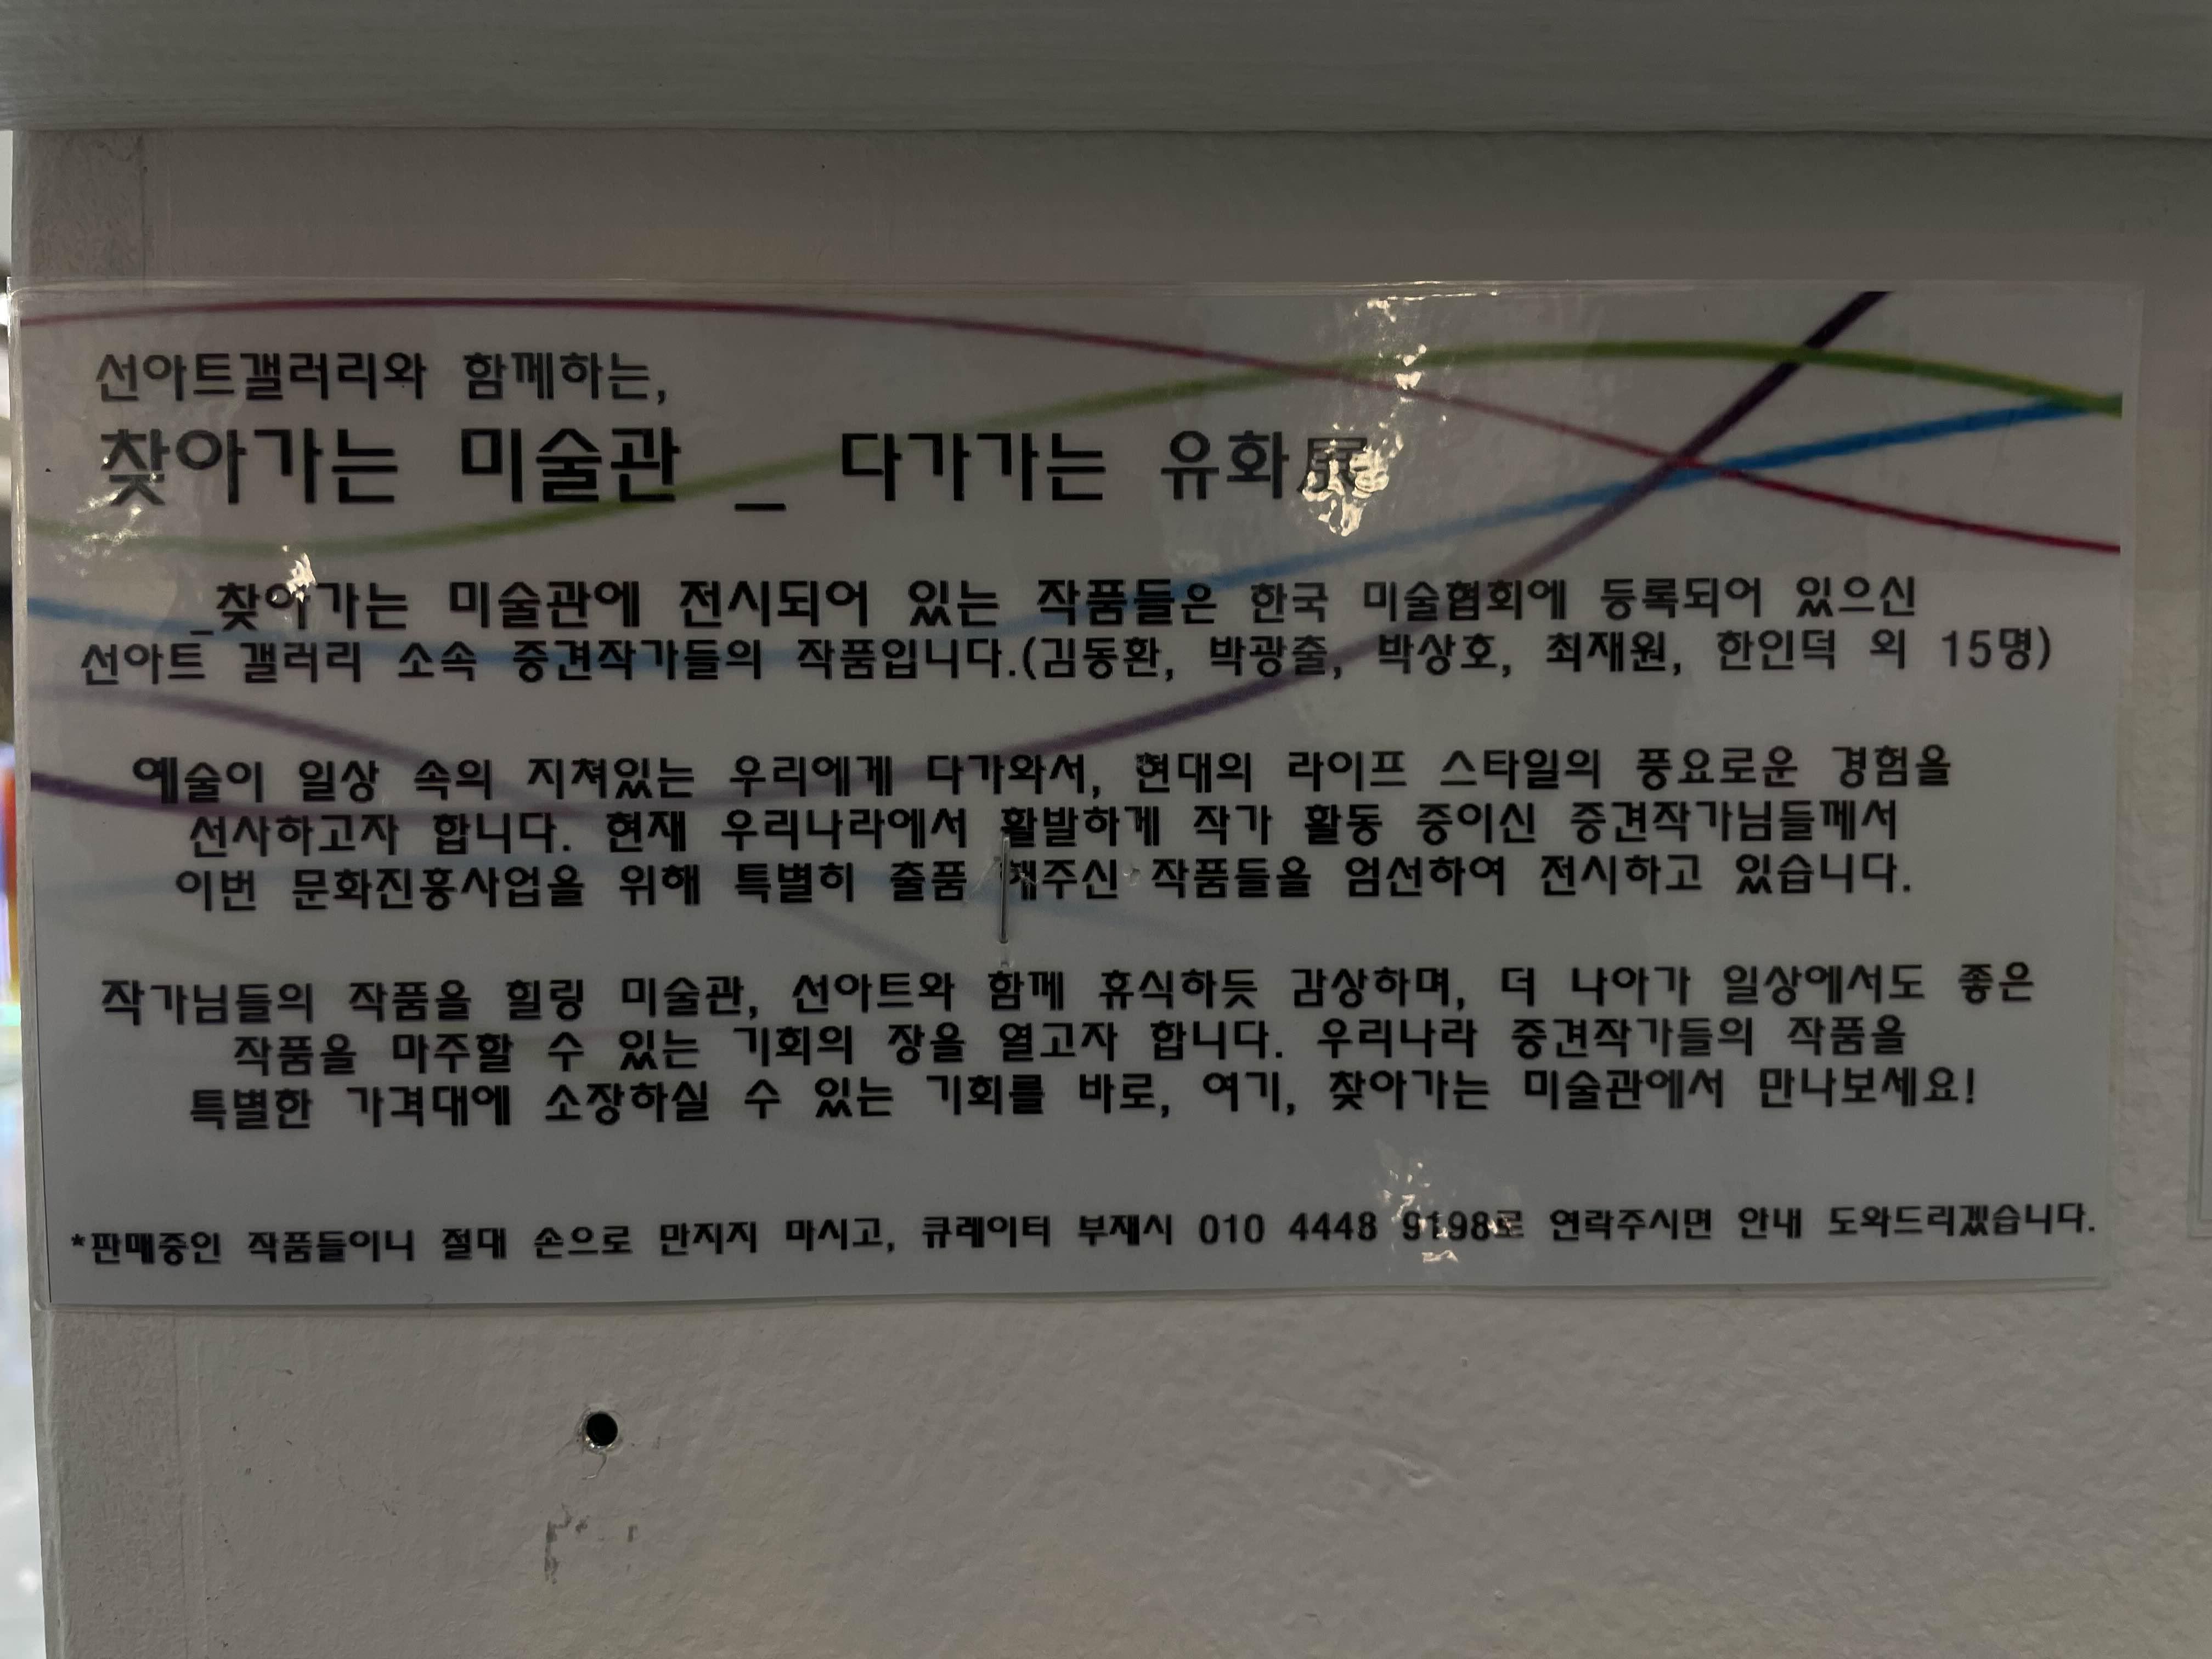 선아트갤러리와 함께하는,
찾아가는 미술관 _ 다가가는 유화展
_찾아가는 미술관에 전시되어 있는 작품들은 한국 미술협회에 등록되어 있으신
선아트 갤러리 소속 중견작가들의 작품입니다.(김동환, 박광출, 박상호, 최재원, 한인덕 외 15명)
예술이 일상 속의 지쳐있는 우리에게 다가와서, 현대의 라이프 스타일의 풍요로운 경험을
선사하고자 합니다. 현재 우리나라에서 활발하게 작가 활동 중이신 중견작가님들께서
이번 문화진흥사업을 위해 특별히 출품 해주신 작품들을 엄선하여 전시하고 있습니다.
작가님들의 작품을 힐링 미술관, 선아트와 함께 휴식하듯 감상하며, 더 나아가 일상에서도 좋은
작품을 마주할 수 있는 기회의 장을 열고자 합니다. 우리나라 중견작가들의 작품을
특별한 가격대에 소장하실 수 있는 기회를 바로, 여기, 찾아가는 미술관에서 만나보세요!
*판매중인 작품들이니 절대 손으로 만지지 마시고, 큐레이터 부재시 010 4448 9198로 연락주시면 안내 도와드리겠습니다.